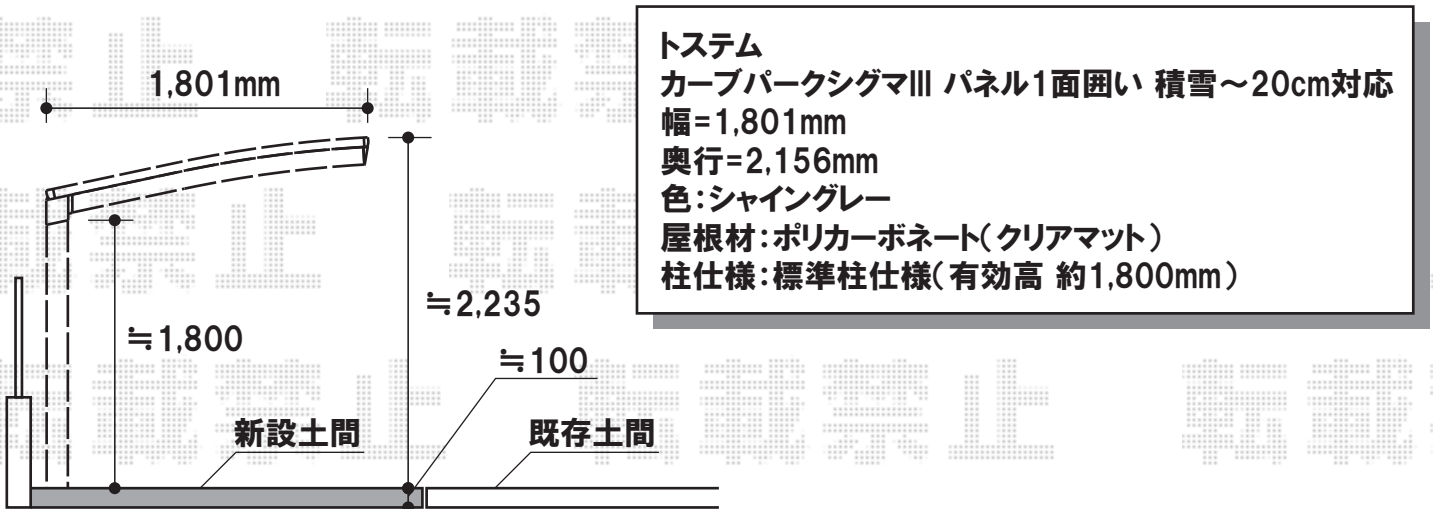 転載禁止 転載禁止
1,801mm
トステム
カーブパークシグマⅢ パネル1面囲い 積雪～20cm対応
幅=1,801mm
奥行=2,156mm
色:シャイングレー
屋根材:ポリカーボネート(クリアマット)
柱仕様:標準柱仕様(有効高 約1,800mm)
≒2,235
≒1,800
≒100
新設土間
既存土間